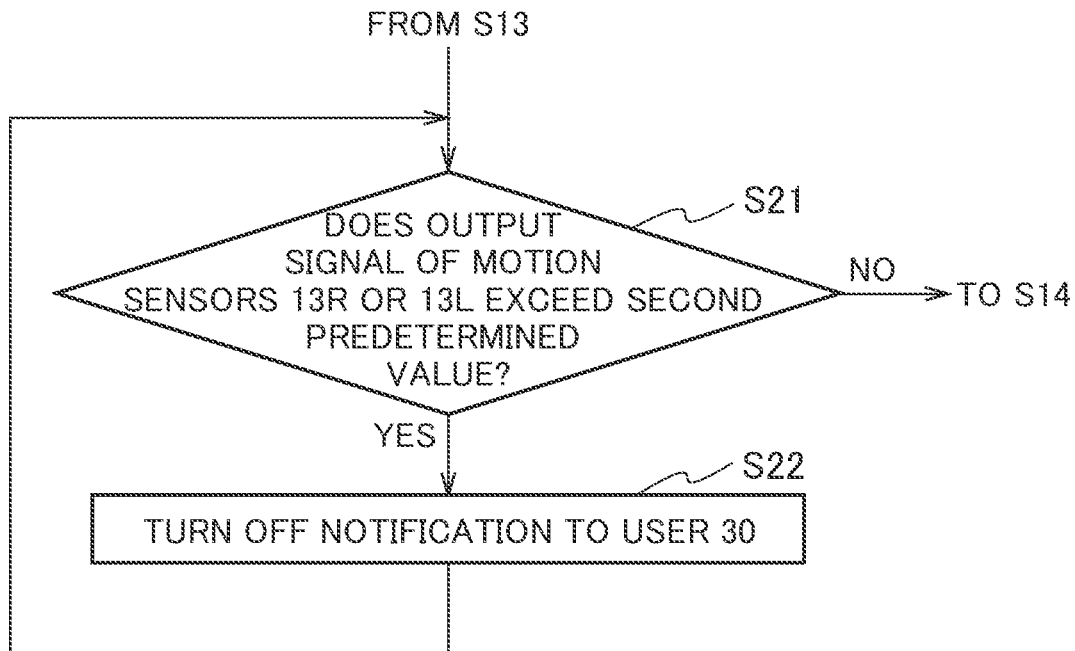 FROM S13
S21
DOES OUTPUT
SIGNAL OF MOTION
SENSORS 13R OR 13L EXCEED SECOND
PREDETERMINED
VALUE?
NO
TO S14
YES
S22
TURN OFF NOTIFICATION TO USER 30